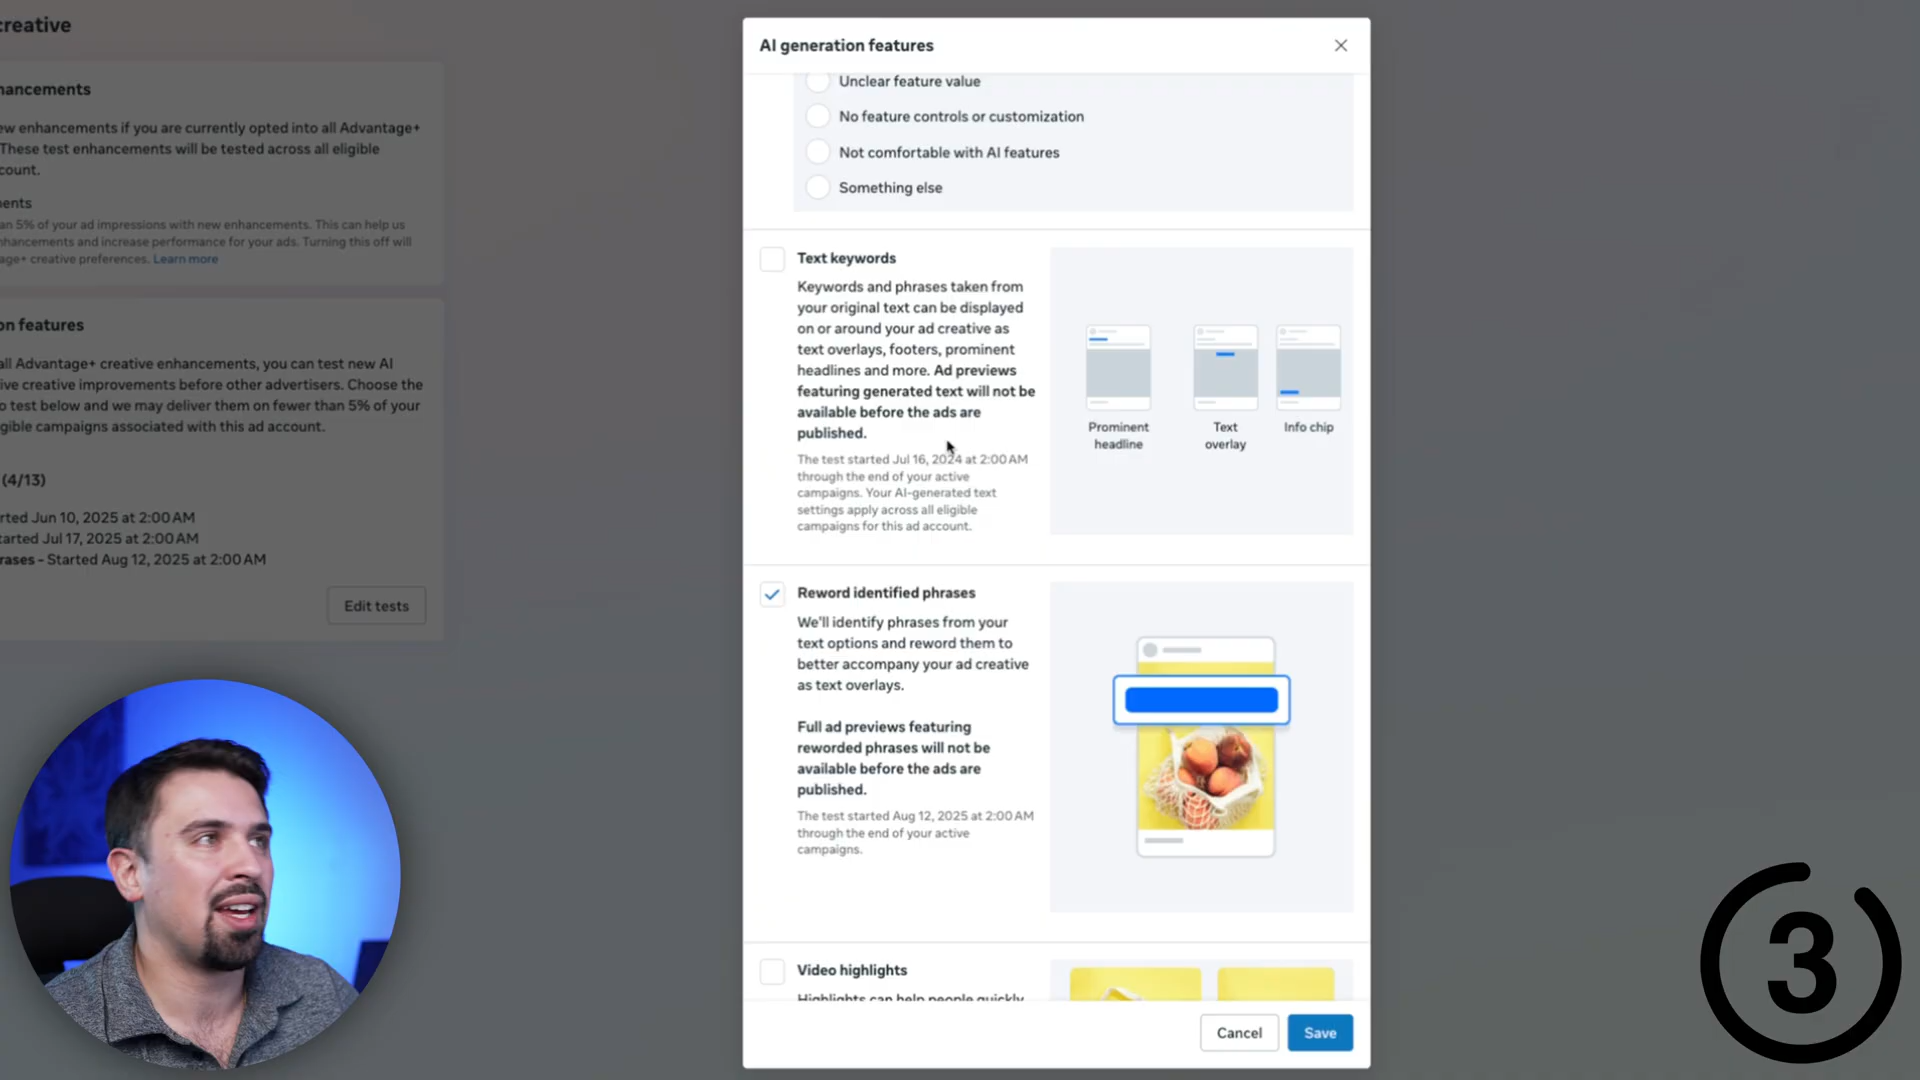 creative
AI generation features
nancements
ew enhancements if you are currently opted into all Advantage+
These test enhancements will be tested across all eligible
count.
ents
an 5% of your ad impressions with new enhancements. This can help us
nhancements and increase performance for your ads. Turning this off will
age+ creative preferences. Learn more
on features
all Advantage+ creative enhancements, you can test new AI
ive creative improvements before other advertisers. Choose the
o test below and we may deliver them on fewer than 5% of your
igible campaigns associated with this ad account.
(4/13)
rted Jun 10, 2025 at 2:00 AM
tarted Jul 17, 2025 at 2:00 AM
rases - Started Aug 12, 2025 at 2:00 AM
Edit tests
Unclear feature value
No feature controls or customization
Not comfortable with AI features
Something else
Text keywords
Keywords and phrases taken from
your original text can be displayed
on or around your ad creative as
text overlays, footers, prominent
headlines and more. Ad previews
featuring generated text will not be
available before the ads are
published.
The test started Jul 16, 2024 at 2:00 AM
through the end of your active
campaigns. Your AI-generated text
settings apply across all eligible
campaigns for this ad account.
Prominent
headline
Text
overlay
Info chip
Reword identified phrases
We'll identify phrases from your
text options and reword them to
better accompany your ad creative
as text overlays.
Full ad previews featuring
reworded phrases will not be
available before the ads are
published.
The test started Aug 12, 2025 at 2:00 AM
through the end of your active
campaigns.
Video highlights
Highlights can help people quickly
Cancel
Save
3